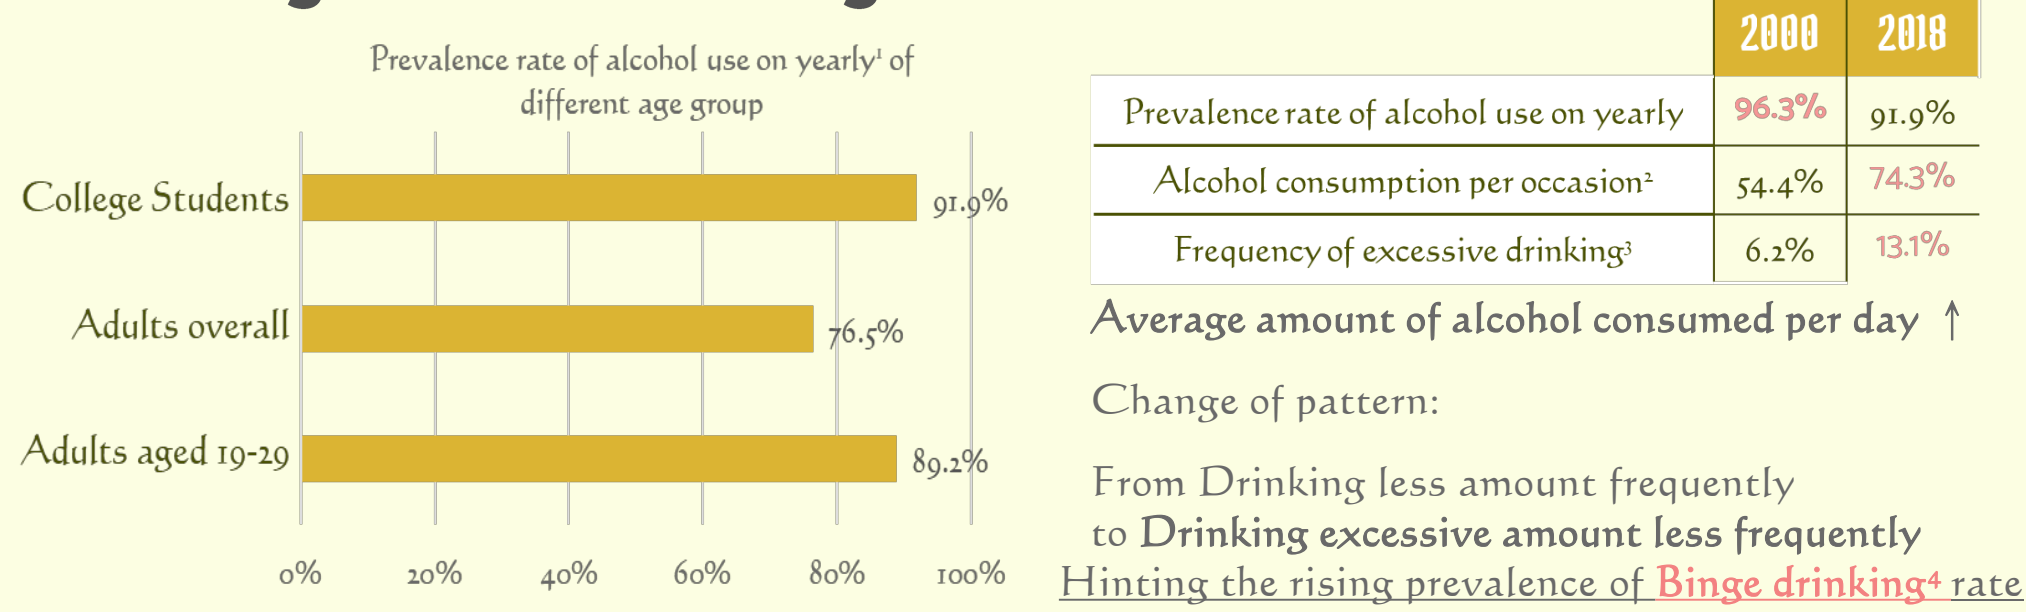 Prevalence rate of alcohol use on yearly¹ of
different age group
College Students 91.9%
Adults overall 76.5%
Adults aged 19-29 89.2%
0% 20% 40% 60% 80% 100%
2000 2018
Prevalence rate of alcohol use on yearly 96.3% 91.9%
Alcohol consumption per occasion² 54.4% 74.3%
Frequency of excessive drinking³ 6.2% 13.1%
Average amount of alcohol consumed per day ↑
Change of pattern:
From Drinking less amount frequently
to Drinking excessive amount less frequently
Hinting the rising prevalence of Binge drinking⁴ rate